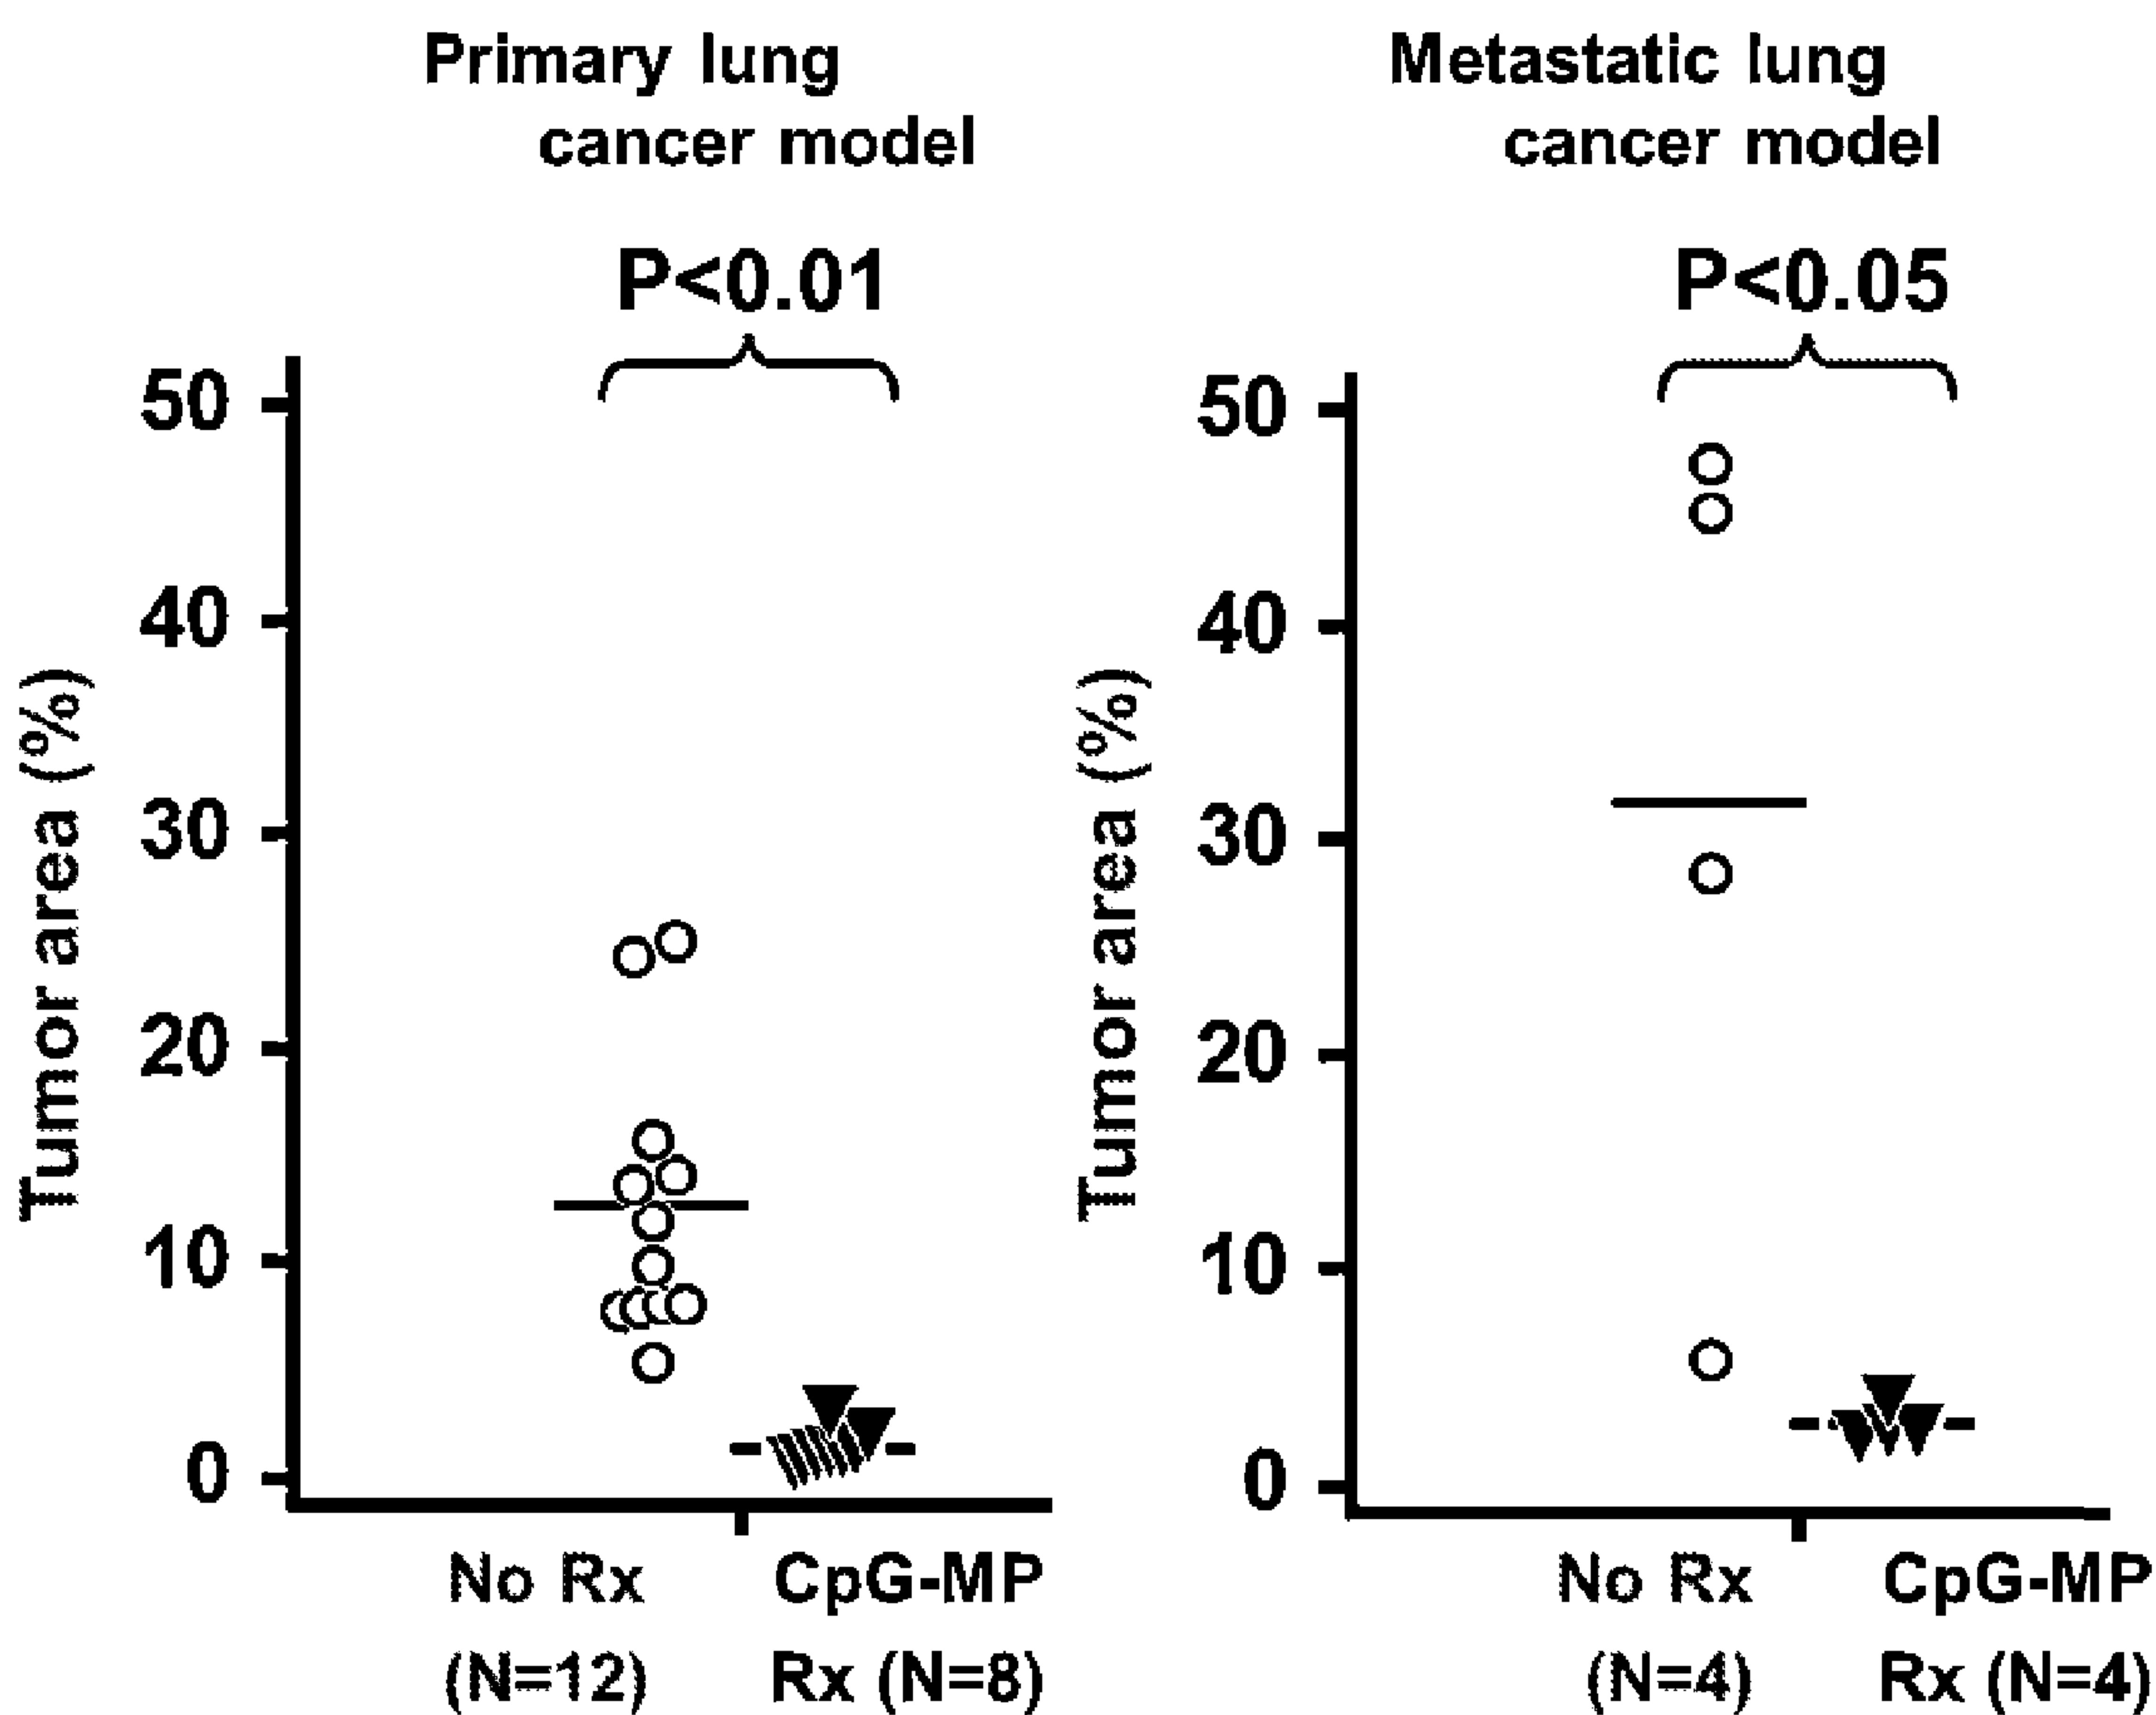 Primary lung
cancer model
P<0.01
50
40
30
20
10
0
Tumor area (%)
No Rx
(N=12)
CpG-MP
Rx (N=8)
Metastatic lung
cancer model
P<0.05
50
40
30
20
10
0
Tumor area (%)
No Rx
(N=4)
CpG-MP
Rx (N=4)